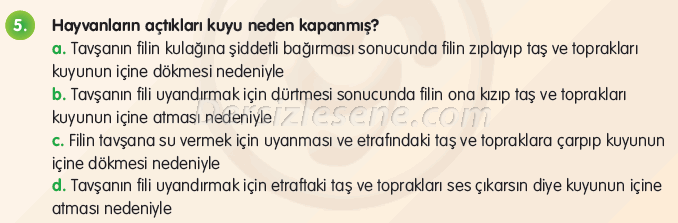 5. Hayvanların açtıkları kuyu neden kapanmış?
a. Tavşanın filin kulağına şiddetli bağırması sonucunda filin zıplayıp taş ve toprakları
kuyunun içine dökmesi nedeniyle
b. Tavşanın fili uyandırmak için dürtmesi sonucunda filin ona kızıp taş ve toprakları
kuyunun içine atması nedeniyle
Dersizlesene.com
c. Filin tavşana su vermek için uyanması ve etrafındaki taş ve topraklara çarpıp kuyunun
içine dökmesi nedeniyle
d. Tavşanın fili uyandırmak için etraftaki taş ve toprakları ses çıkarsın diye kuyunun içine
atması nedeniyle